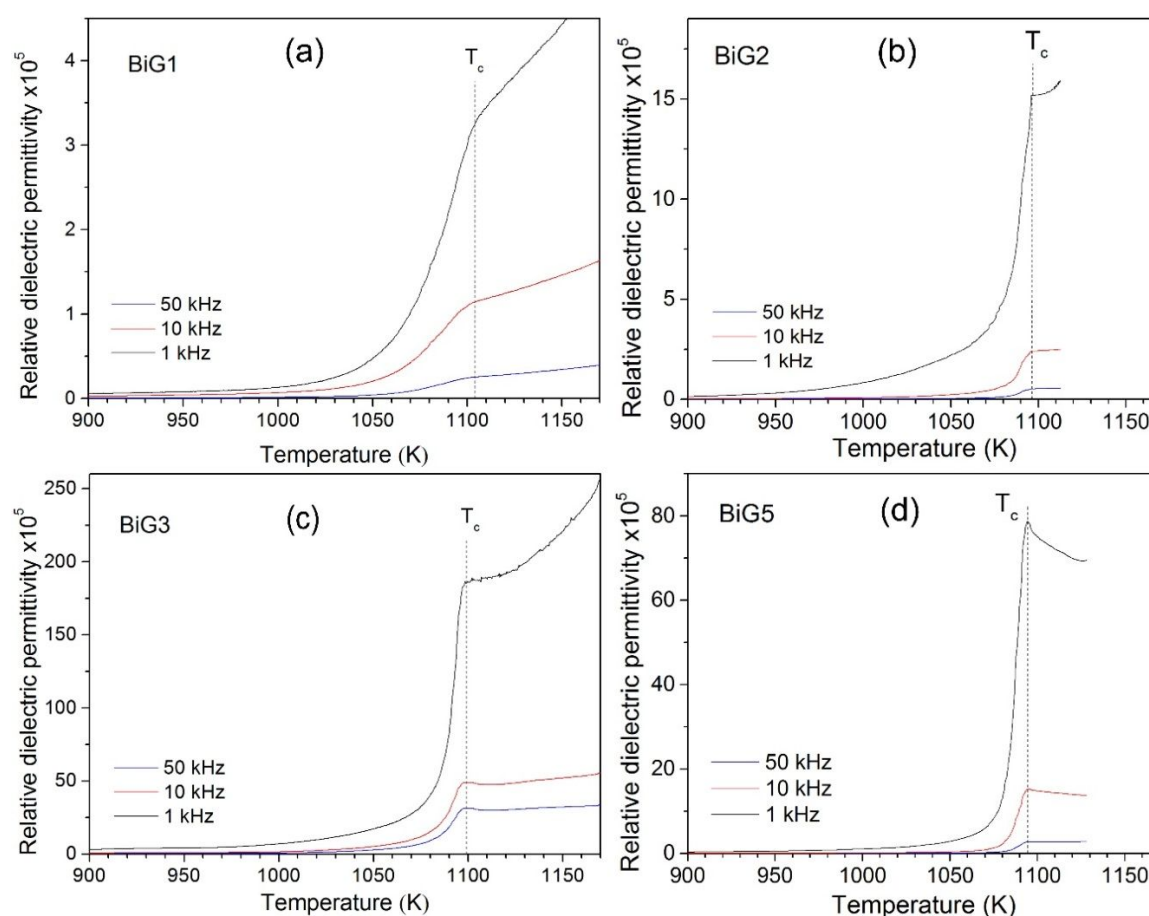 BiG1
(a)
Tc
50 kHz
10 kHz
1 kHz
0
1
2
3
4
900
950
1000
1050
1100
1150
Temperature (K)
Relative dielectric permittivity x10^5
BiG2
(b)
Tc
50 kHz
10 kHz
1 kHz
0
5
10
15
900
950
1000
1050
1100
1150
Temperature (K)
Relative dielectric permittivity x10^5
BiG3
(c)
Tc
50 kHz
10 kHz
1 kHz
0
50
100
150
200
250
900
950
1000
1050
1100
1150
Temperature (K)
Relative dielectric permittivity x10^5
BiG5
(d)
Tc
50 kHz
10 kHz
1 kHz
0
20
40
60
80
900
950
1000
1050
1100
1150
Temperature (K)
Relative dielectric permittivity x10^5